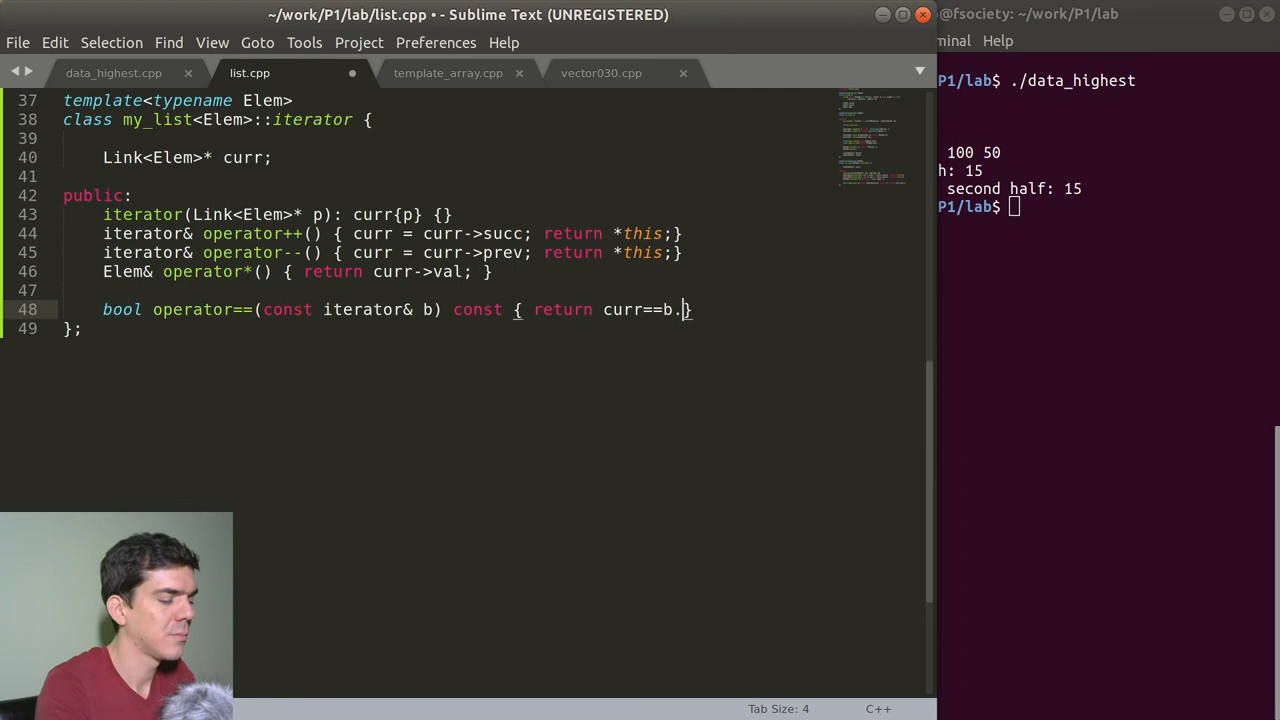 ~/work/P1/lab/list.cpp • - Sublime Text (UNREGISTERED)
File Edit Selection Find View Goto Tools Project Preferences Help
data_highest.cpp × list.cpp template_array.cpp × vector030.cpp ×
37 template<typename Elem>
38 class my_list<Elem>::iterator {
39
40 Link<Elem>* curr;
41
42 public:
43 iterator(Link<Elem>* p): curr{p} {}
44 iterator& operator++() { curr = curr->succ; return *this;}
45 iterator& operator--() { curr = curr->prev; return *this;}
46 Elem& operator*() { return curr->val; }
47
48 bool operator==(const iterator& b) const { return curr==b.}
49 };
Tab Size: 4 C++
@fsociety: ~/work/P1/lab
minal Help
P1/lab$ ./data_highest
100 50
h: 15
second half: 15
P1/lab$